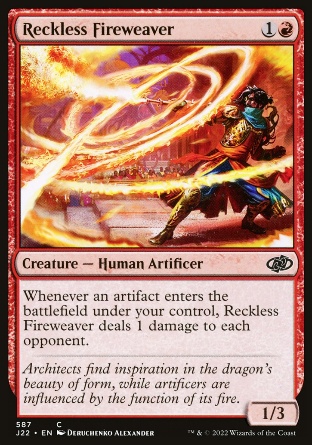 Reckless Fireweaver 1
Creature — Human Artificer
Whenever an artifact enters the
battlefield under your control, Reckless
Fireweaver deals 1 damage to each
opponent.
Architects find inspiration in the dragon's
beauty of form, while artificers are
influenced by the function of its fire.
1/3
587 C
J22 • EN DERUCHENKO ALEXANDER ™ & © 2022 Wizards of the Coast